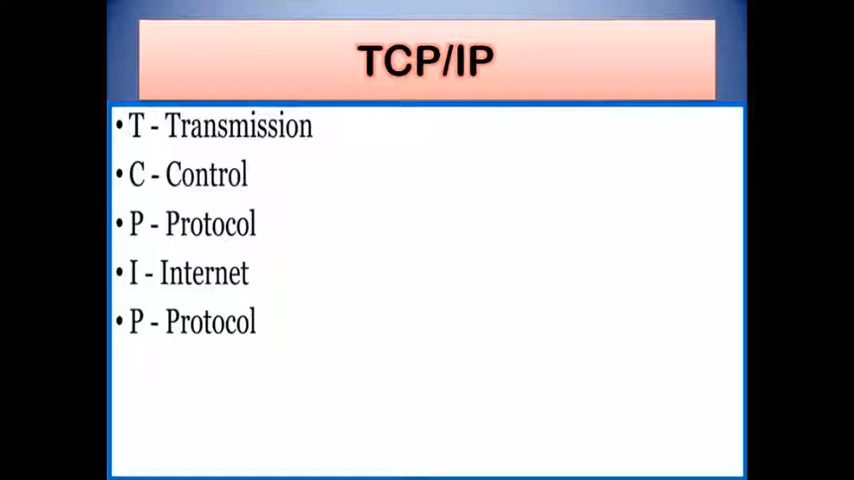 TCP/IP
• T - Transmission
• C - Control
• P - Protocol
• I - Internet
• P - Protocol